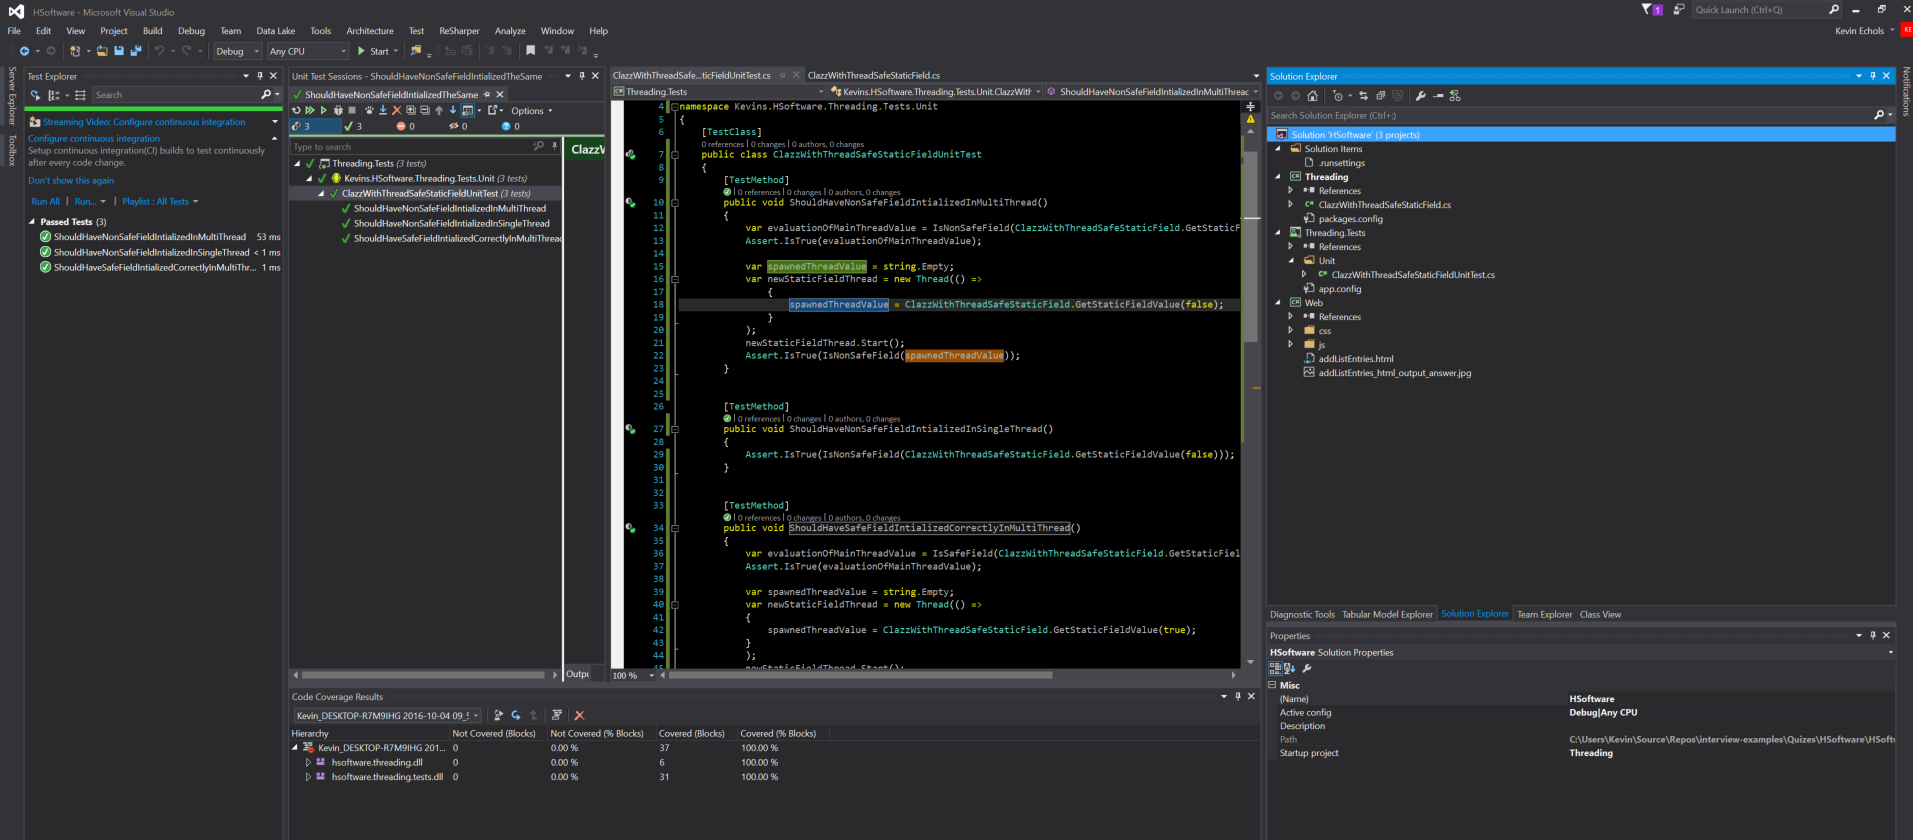 HSoftware - Microsoft Visual Studio
1
Quick Launch (Ctrl+Q)
File Edit View Project Build Debug Team Data Lake Tools Architecture Test ReSharper Analyze Window Help
Kevin Echols KE
Debug Any CPU Start
Server Explorer
Toolbox
Test Explorer
Search
Streaming Video: Configure continuous integration
Configure continuous integration
Setup continuous integration(CI) builds to test continuously
after every code change.
Don't show this again
Run All | Run... | Playlist : All Tests
Passed Tests (3)
ShouldHaveNonSafeFieldIntializedInMultiThread 53 ms
ShouldHaveNonSafeFieldIntializedInSingleThread < 1 ms
ShouldHaveSafeFieldIntializedCorrectlyInMultiThr... 1 ms
Unit Test Sessions - ShouldHaveNonSafeFieldIntializedTheSame
ShouldHaveNonSafeFieldIntializedTheSame
Options
3 3 0 0 0
Type to search
Threading.Tests (3 tests)
Kevins.HSoftware.Threading.Tests.Unit (3 tests)
ClazzWithThreadSafeStaticFieldUnitTest (3 tests)
ShouldHaveNonSafeFieldIntializedInMultiThread
ShouldHaveNonSafeFieldIntializedInSingleThread
ShouldHaveSafeFieldIntializedCorrectlyInMultiThread
ClazzV
Outpu
ClazzWithThreadSafe...ticFieldUnitTest.cs ClazzWithThreadSafeStaticField.cs
Threading.Tests Kevins.HSoftware.Threading.Tests.Unit.ClazzWith ShouldHaveNonSafeFieldIntializedInMultiThreac
4 namespace Kevins.HSoftware.Threading.Tests.Unit
5 {
6 [TestClass]
0 references | 0 changes | 0 authors, 0 changes
7 public class ClazzWithThreadSafeStaticFieldUnitTest
8 {
9 [TestMethod]
0 references | 0 changes | 0 authors, 0 changes
10 public void ShouldHaveNonSafeFieldIntializedInMultiThread()
11 {
12 var evaluationOfMainThreadValue = IsNonSafeField(ClazzWithThreadSafeStaticField.GetStaticF
13 Assert.IsTrue(evaluationOfMainThreadValue);
14
15 var spawnedThreadValue = string.Empty;
16 var newStaticFieldThread = new Thread(() =>
17 {
18 spawnedThreadValue = ClazzWithThreadSafeStaticField.GetStaticFieldValue(false);
19 }
20 );
21 newStaticFieldThread.Start();
22 Assert.IsTrue(IsNonSafeField(spawnedThreadValue));
23 }
24
25
26 [TestMethod]
0 references | 0 changes | 0 authors, 0 changes
27 public void ShouldHaveNonSafeFieldIntializedInSingleThread()
28 {
29 Assert.IsTrue(IsNonSafeField(ClazzWithThreadSafeStaticField.GetStaticFieldValue(false)));
30 }
31
32
33 [TestMethod]
0 references | 0 changes | 0 authors, 0 changes
34 public void ShouldHaveSafeFieldIntializedCorrectlyInMultiThread()
35 {
36 var evaluationOfMainThreadValue = IsSafeField(ClazzWithThreadSafeStaticField.GetStaticFiel
37 Assert.IsTrue(evaluationOfMainThreadValue);
38
39 var spawnedThreadValue = string.Empty;
40 var newStaticFieldThread = new Thread(() =>
41 {
42 spawnedThreadValue = ClazzWithThreadSafeStaticField.GetStaticFieldValue(true);
43 }
44 );
45 newStaticFieldThread.Start();
100 %
Code Coverage Results
Kevin_DESKTOP-R7M9IHG 2016-10-04 09_5
Hierarchy Not Covered (Blocks) Not Covered (% Blocks) Covered (Blocks) Covered (% Blocks)
Kevin_DESKTOP-R7M9IHG 201... 0 0.00 % 37 100.00 %
hsoftware.threading.dll 0 0.00 % 6 100.00 %
hsoftware.threading.tests.dll 0 0.00 % 31 100.00 %
Solution Explorer
Search Solution Explorer (Ctrl+;)
Solution 'HSoftware' (3 projects)
Solution Items
.runsettings
Threading
References
ClazzWithThreadSafeStaticField.cs
packages.config
Threading.Tests
References
Unit
ClazzWithThreadSafeStaticFieldUnitTest.cs
app.config
Web
References
css
js
addListEntries.html
addListEntries_html_output_answer.jpg
Diagnostic Tools Tabular Model Explorer Solution Explorer Team Explorer Class View
Properties
HSoftware Solution Properties
Misc
(Name) HSoftware
Active config Debug|Any CPU
Description
Path C:\Users\Kevin\Source\Repos\interview-examples\Quizes\HSoftware\HSoft
Startup project Threading
Notifications